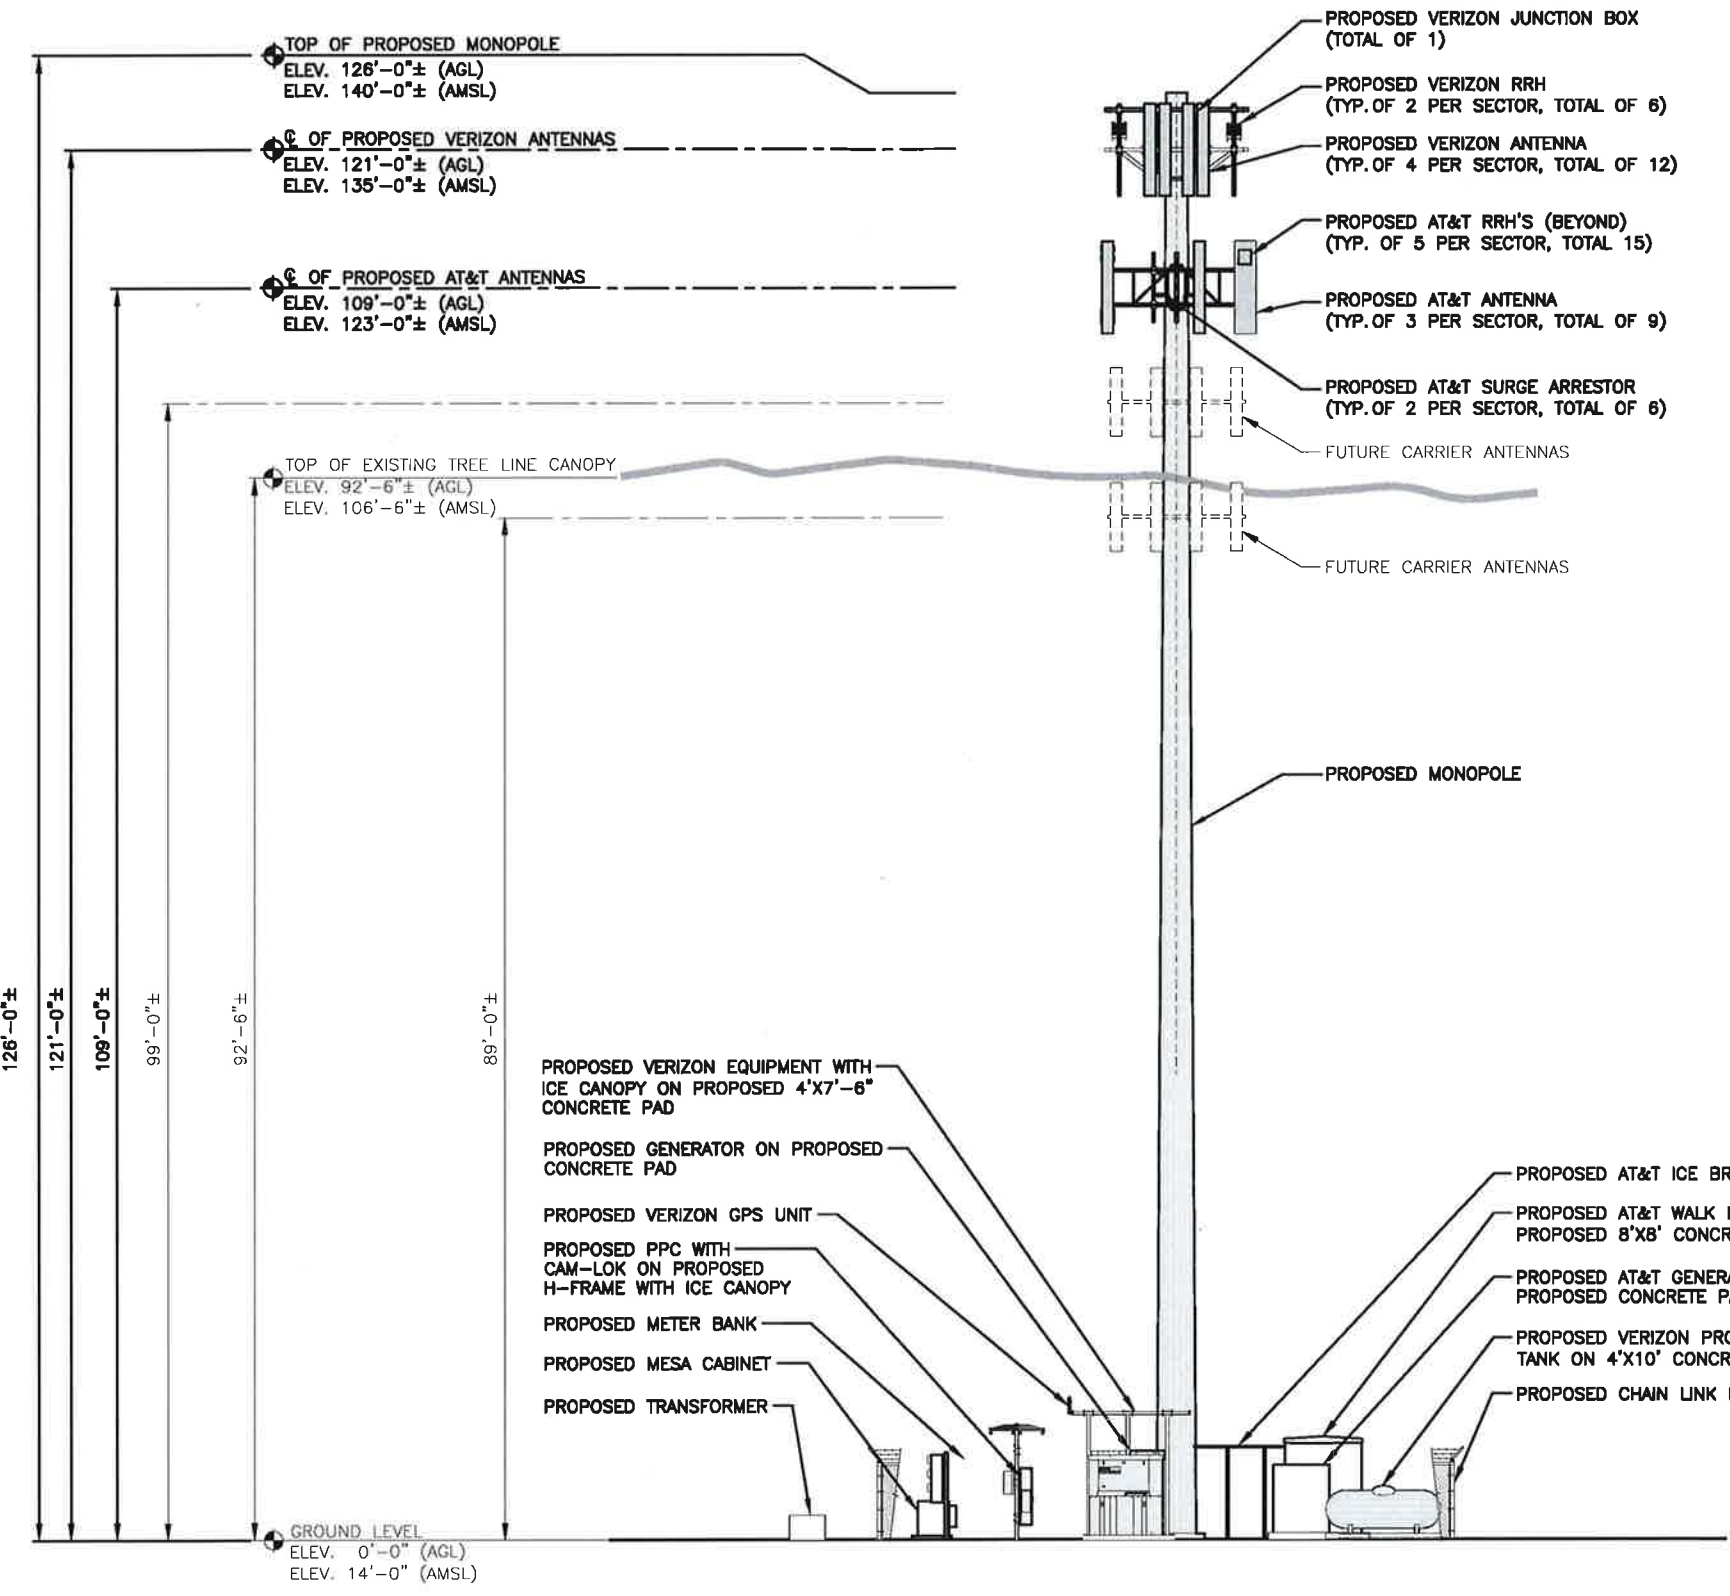 TOP OF PROPOSED MONOPOLE
ELEV. 126'-0"± (AGL)
ELEV. 140'-0"± (AMSL)
℄ OF PROPOSED VERIZON ANTENNAS
ELEV. 121'-0"± (AGL)
ELEV. 135'-0"± (AMSL)
℄ OF PROPOSED AT&T ANTENNAS
ELEV. 109'-0"± (AGL)
ELEV. 123'-0"± (AMSL)
TOP OF EXISTING TREE LINE CANOPY
ELEV. 92'-6"± (AGL)
ELEV. 106'-6"± (AMSL)
PROPOSED VERIZON JUNCTION BOX
(TOTAL OF 1)
PROPOSED VERIZON RRH
(TYP.OF 2 PER SECTOR, TOTAL OF 6)
PROPOSED VERIZON ANTENNA
(TYP.OF 4 PER SECTOR, TOTAL OF 12)
PROPOSED AT&T RRH'S (BEYOND)
(TYP. OF 5 PER SECTOR, TOTAL 15)
PROPOSED AT&T ANTENNA
(TYP.OF 3 PER SECTOR, TOTAL OF 9)
PROPOSED AT&T SURGE ARRESTOR
(TYP.OF 2 PER SECTOR, TOTAL OF 6)
FUTURE CARRIER ANTENNAS
FUTURE CARRIER ANTENNAS
PROPOSED MONOPOLE
126'-0"±
121'-0"±
109'-0"±
99'-0"±
92'-6"±
89'-0"±
PROPOSED VERIZON EQUIPMENT WITH
ICE CANOPY ON PROPOSED 4'X7'-6"
CONCRETE PAD
PROPOSED GENERATOR ON PROPOSED
CONCRETE PAD
PROPOSED VERIZON GPS UNIT
PROPOSED PPC WITH
CAM-LOK ON PROPOSED
H-FRAME WITH ICE CANOPY
PROPOSED METER BANK
PROPOSED MESA CABINET
PROPOSED TRANSFORMER
PROPOSED AT&T ICE BR
PROPOSED AT&T WALK
PROPOSED 8'X8' CONCR
PROPOSED AT&T GENERA
PROPOSED CONCRETE PA
PROPOSED VERIZON PRO
TANK ON 4'X10' CONCR
PROPOSED CHAIN LINK
GROUND LEVEL
ELEV. 0'-0" (AGL)
ELEV. 14'-0" (AMSL)